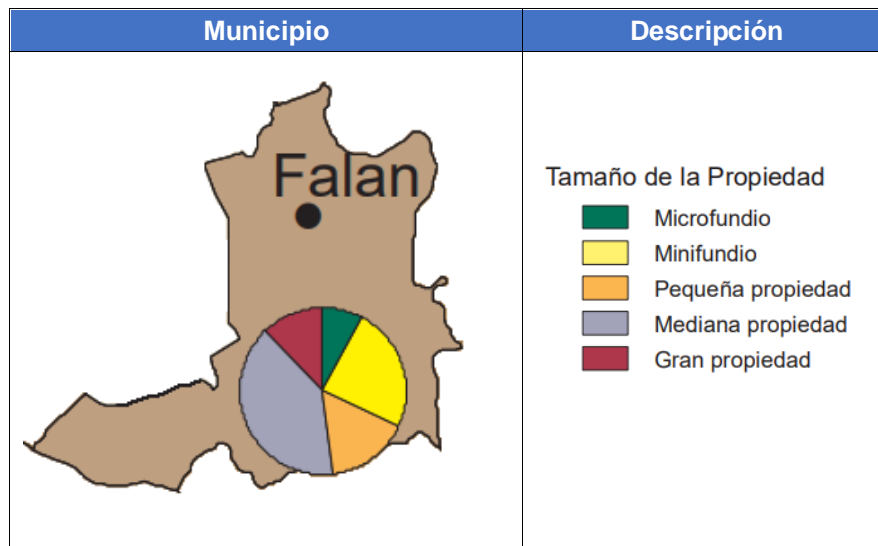 Municipio
Descripción
Falan
Tamaño de la Propiedad
Microfundio
Minifundio
Pequeña propiedad
Mediana propiedad
Gran propiedad